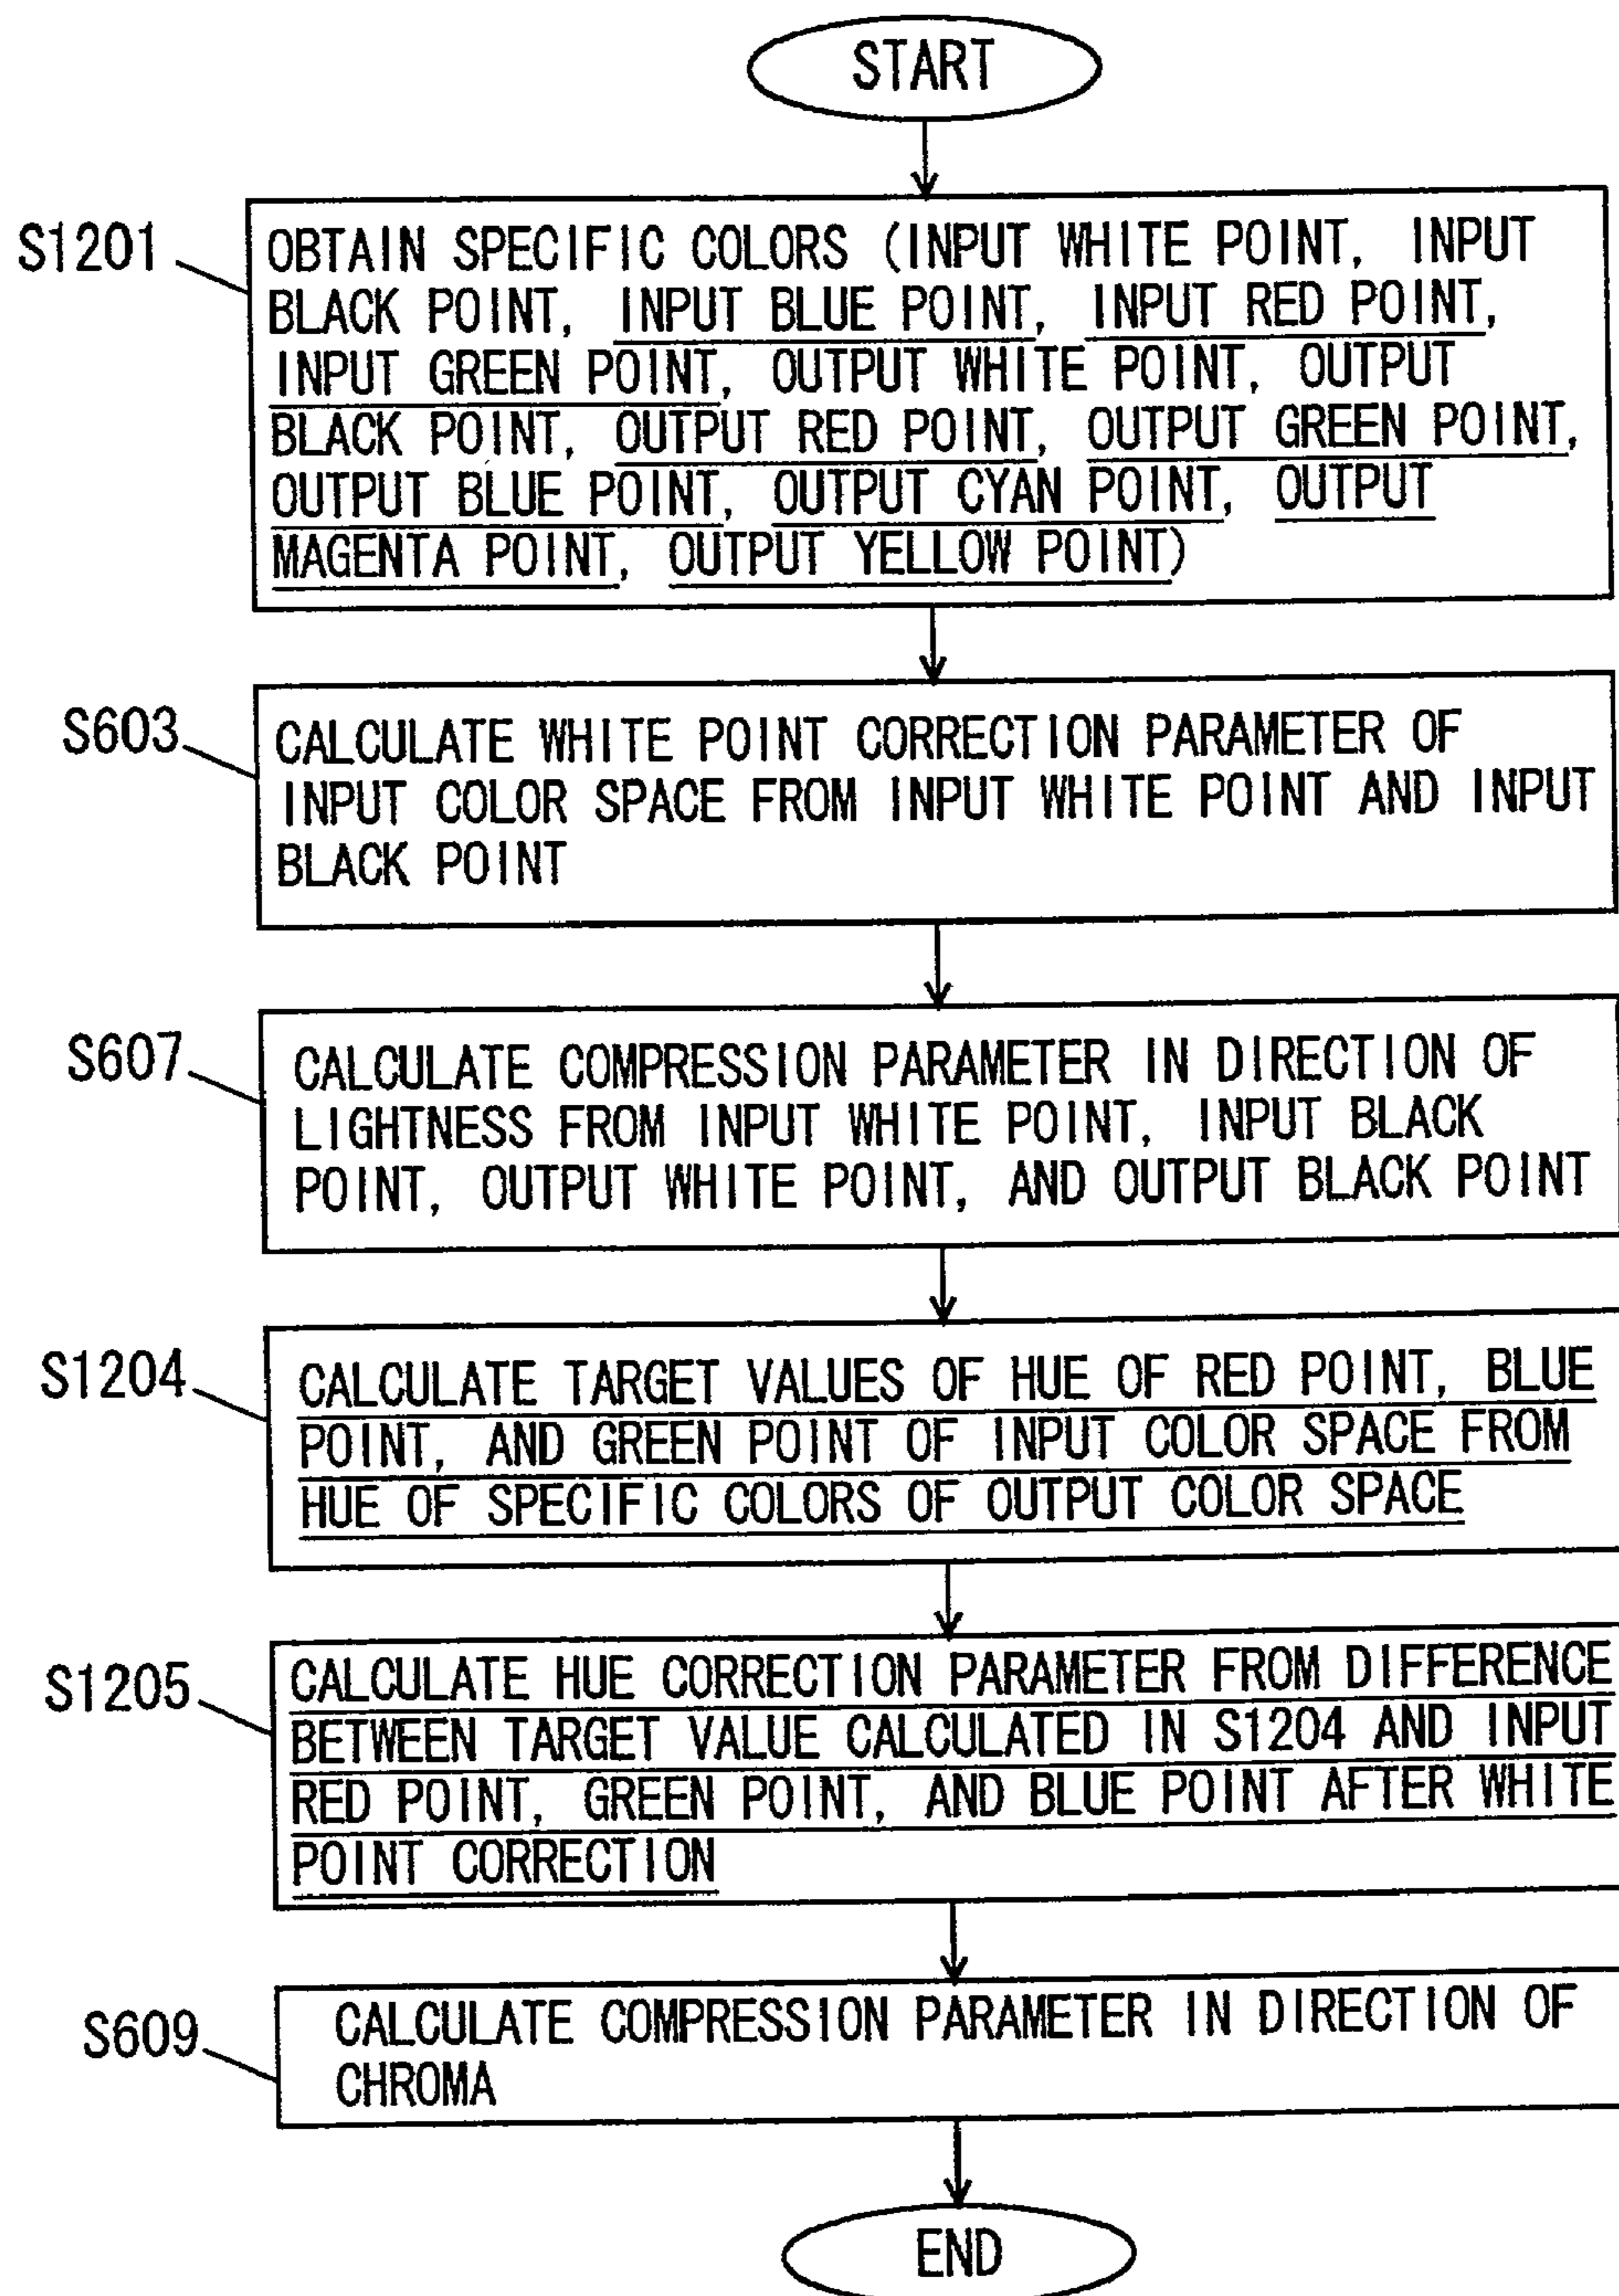 START
S1201
OBTAIN SPECIFIC COLORS (INPUT WHITE POINT, INPUT
BLACK POINT, INPUT BLUE POINT, INPUT RED POINT,
INPUT GREEN POINT, OUTPUT WHITE POINT, OUTPUT
BLACK POINT, OUTPUT RED POINT, OUTPUT GREEN POINT,
OUTPUT BLUE POINT, OUTPUT CYAN POINT, OUTPUT
MAGENTA POINT, OUTPUT YELLOW POINT)
S603
CALCULATE WHITE POINT CORRECTION PARAMETER OF
INPUT COLOR SPACE FROM INPUT WHITE POINT AND INPUT
BLACK POINT
S607
CALCULATE COMPRESSION PARAMETER IN DIRECTION OF
LIGHTNESS FROM INPUT WHITE POINT, INPUT BLACK
POINT, OUTPUT WHITE POINT, AND OUTPUT BLACK POINT
S1204
CALCULATE TARGET VALUES OF HUE OF RED POINT, BLUE
POINT, AND GREEN POINT OF INPUT COLOR SPACE FROM
HUE OF SPECIFIC COLORS OF OUTPUT COLOR SPACE
S1205
CALCULATE HUE CORRECTION PARAMETER FROM DIFFERENCE
BETWEEN TARGET VALUE CALCULATED IN S1204 AND INPUT
RED POINT, GREEN POINT, AND BLUE POINT AFTER WHITE
POINT CORRECTION
S609
CALCULATE COMPRESSION PARAMETER IN DIRECTION OF
CHROMA
END